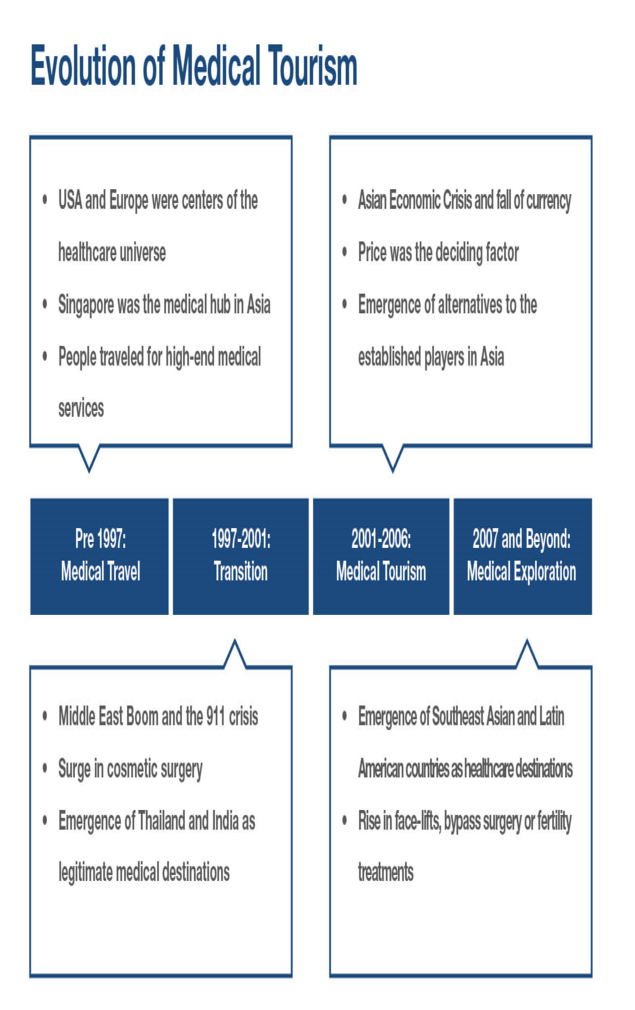 Evolution of Medical Tourism
• USA and Europe were centers of the
healthcare universe
• Singapore was the medical hub in Asia
• People traveled for high-end medical
services
• Asian Economic Crisis and fall of currency
• Price was the deciding factor
• Emergence of alternatives to the
established players in Asia
Pre 1997:
Medical Travel
1997-2001:
Transition
2001-2006:
Medical Tourism
2007 and Beyond:
Medical Exploration
• Middle East Boom and the 911 crisis
• Surge in cosmetic surgery
• Emergence of Thailand and India as
legitimate medical destinations
• Emergence of Southeast Asian and Latin
American countries as healthcare destinations
• Rise in face-lifts, bypass surgery or fertility
treatments